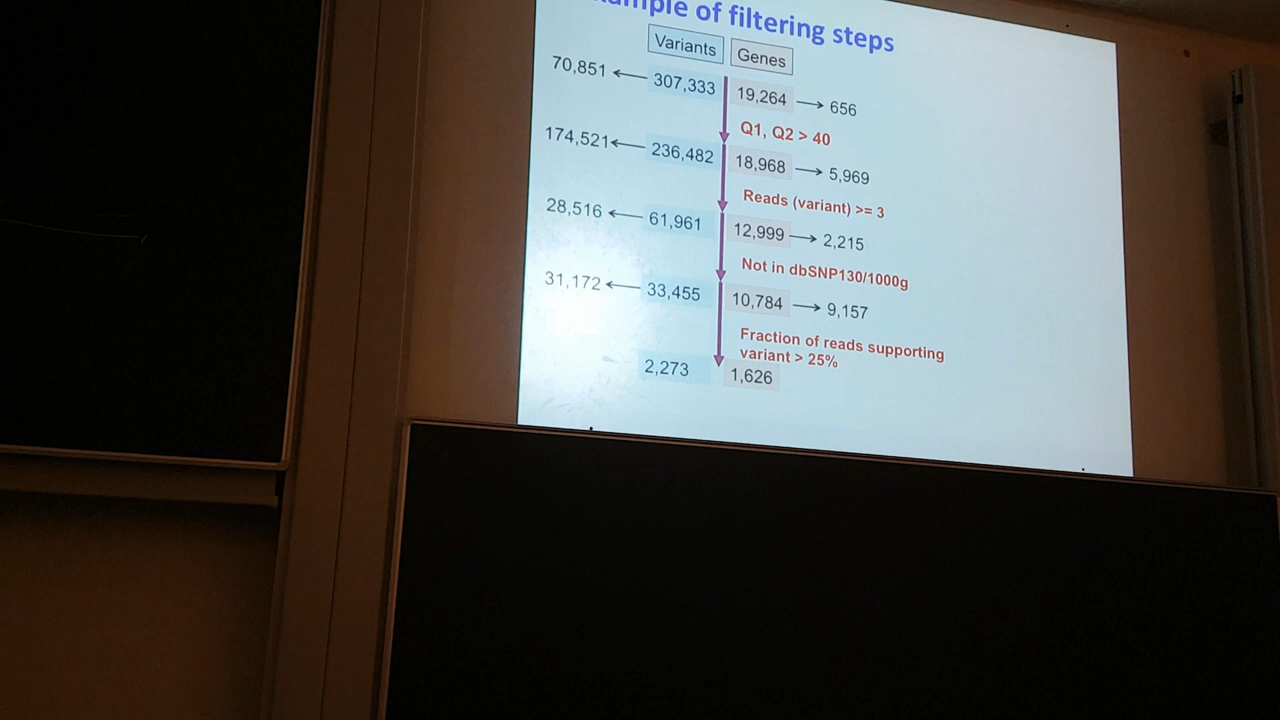 of filtering steps
Variants Genes
70,851 307,333 19,264 656
Q1, Q2 > 40
174,521 236,482 18,968 5,969
Reads (variant) >= 3
28,516 61,961 12,999 2,215
Not in dbSNP130/1000g
31,172 33,455 10,784 9,157
Fraction of reads supporting
variant > 25%
2,273 1,626